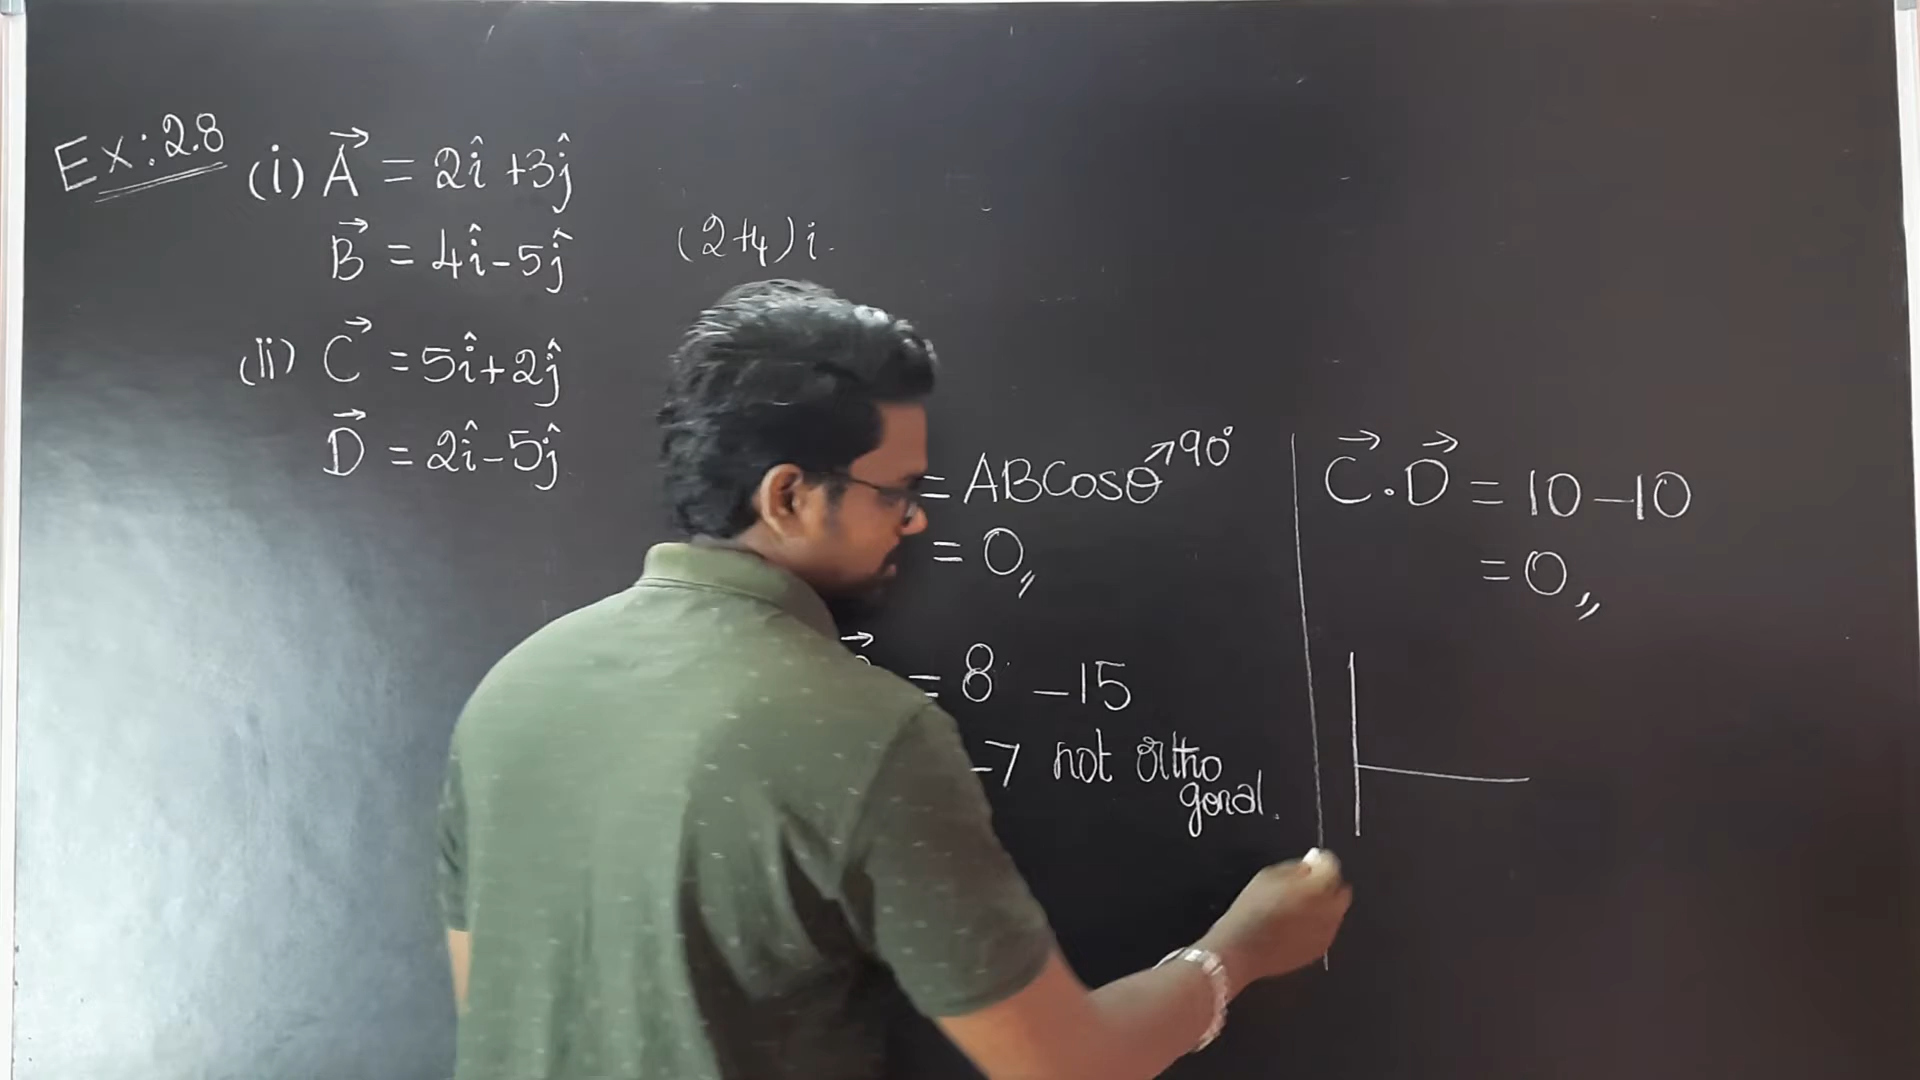 Ex:2.8
(i) A⃗ = 2î +3ĵ
B⃗ = 4î-5ĵ
(2+4)i.
(ii) C⃗ = 5î+2ĵ
D⃗ = 2î-5ĵ
= ABCosθ ↗90°
= 0,,
= 8 -15
-7 not ortho
gonal.
C⃗.D⃗ = 10-10
= 0,,